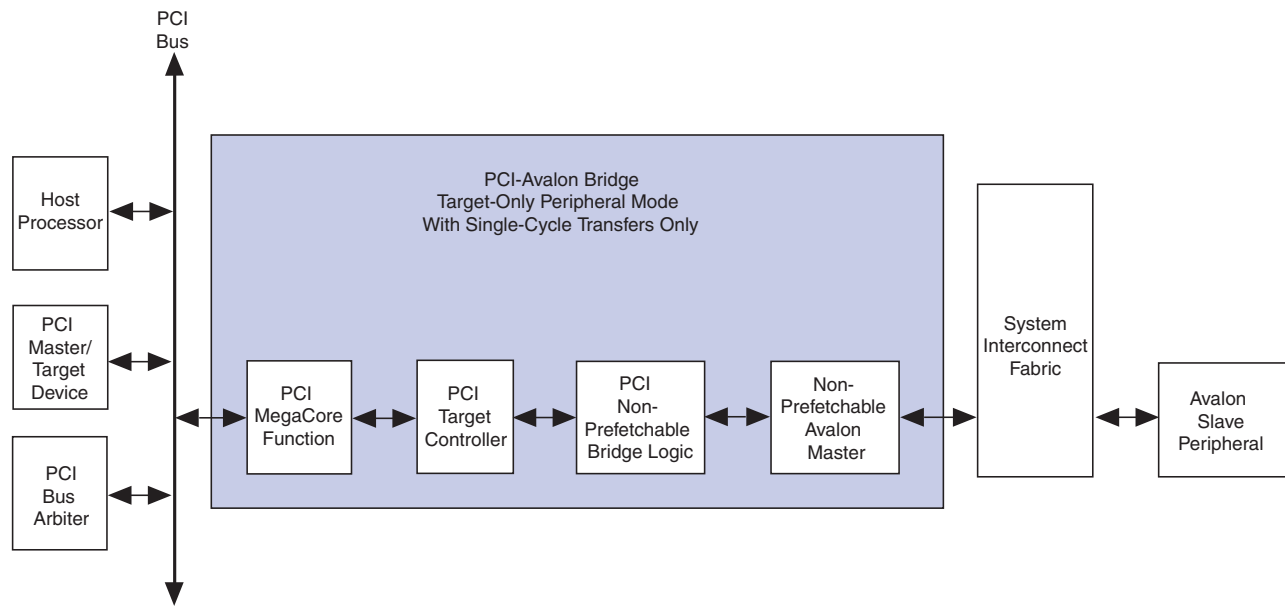 PCI
Bus
PCI-Avalon Bridge
Target-Only Peripheral Mode
With Single-Cycle Transfers Only
Host
Processor
PCI
Master/
Target
Device
PCI
Bus
Arbiter
PCI
MegaCore
Function
PCI
Target
Controller
PCI
Non-
Prefetchable
Bridge Logic
Non-
Prefetchable
Avalon
Master
System
Interconnect
Fabric
Avalon
Slave
Peripheral